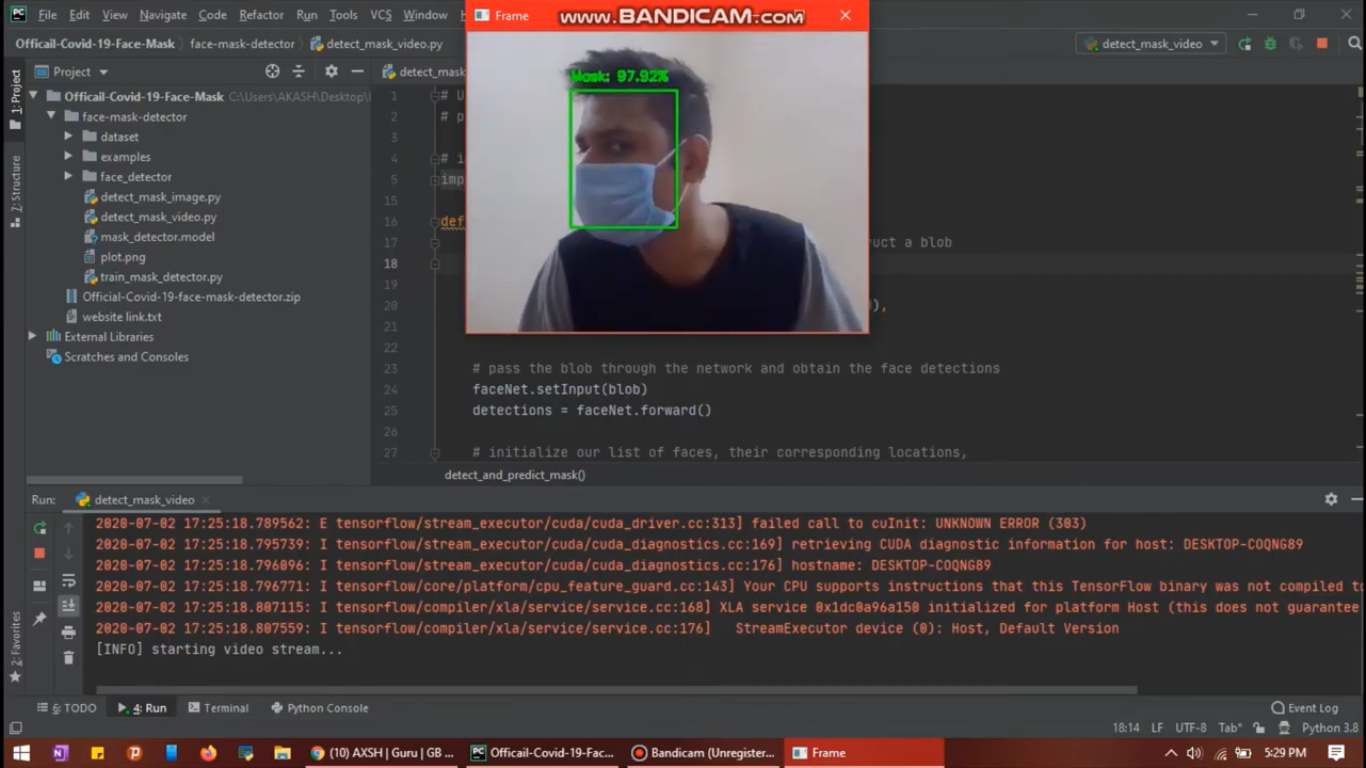 PC File Edit View Navigate Code Refactor Run Tools VCS Window
Frame
www.BANDICAM.com
Officail-Covid-19-Face-Mask face-mask-detector detect_mask_video.py
detect_mask_video
1: Project
Project
detect_mask
Officail-Covid-19-Face-Mask C:\Users\AKASH\Desktop\
face-mask-detector
dataset
examples
face_detector
detect_mask_image.py
detect_mask_video.py
mask_detector.model
plot.png
train_mask_detector.py
Official-Covid-19-face-mask-detector.zip
website link.txt
External Libraries
Scratches and Consoles
7: Structure
Mask: 97.92%
1 # U
2 # p
3
4 # i
5 imp
15
16 def
17 uct a blob
18
19
20 ),
21
22
23 # pass the blob through the network and obtain the face detections
24 faceNet.setInput(blob)
25 detections = faceNet.forward()
26
27 # initialize our list of faces, their corresponding locations,
detect_and_predict_mask()
Run: detect_mask_video
2020-07-02 17:25:18.789562: E tensorflow/stream_executor/cuda/cuda_driver.cc:313] failed call to cuInit: UNKNOWN ERROR (303)
2020-07-02 17:25:18.795739: I tensorflow/stream_executor/cuda/cuda_diagnostics.cc:169] retrieving CUDA diagnostic information for host: DESKTOP-COQNG89
2020-07-02 17:25:18.796096: I tensorflow/stream_executor/cuda/cuda_diagnostics.cc:176] hostname: DESKTOP-COQNG89
2020-07-02 17:25:18.796771: I tensorflow/core/platform/cpu_feature_guard.cc:143] Your CPU supports instructions that this TensorFlow binary was not compiled to
2020-07-02 17:25:18.807115: I tensorflow/compiler/xla/service/service.cc:168] XLA service 0x1dc0a96a150 initialized for platform Host (this does not guarantee
2020-07-02 17:25:18.807559: I tensorflow/compiler/xla/service/service.cc:176] StreamExecutor device (0): Host, Default Version
[INFO] starting video stream...
2: Favorites
6: TODO 4: Run Terminal Python Console Event Log
18:14 LF UTF-8 Tab* Python 3.8
(10) AXSH | Guru | GB ... Officail-Covid-19-Fac... Bandicam (Unregister... Frame 5:29 PM